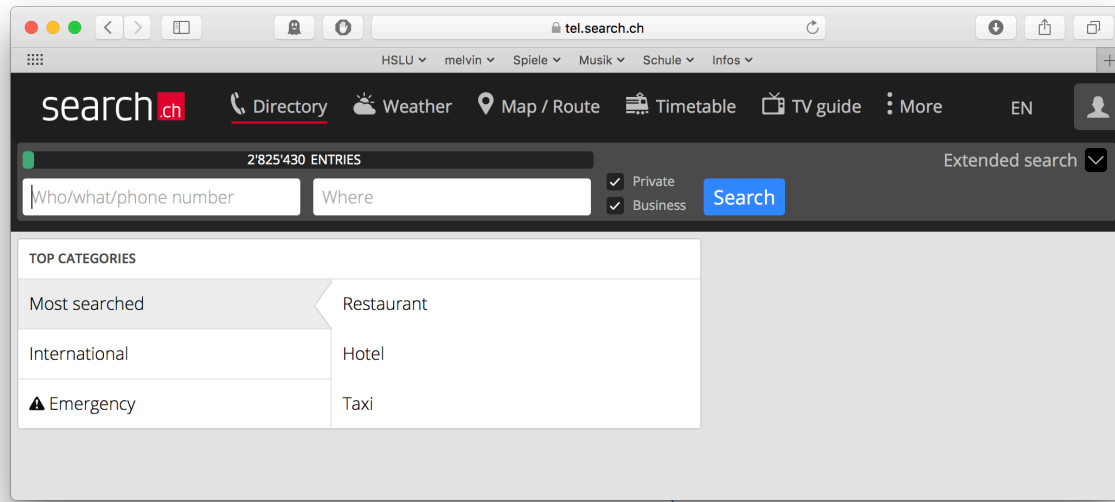 tel.search.ch
HSLU melvin Spiele Musik Schule Infos
search.ch Directory Weather Map / Route Timetable TV guide More EN
2'825'430 ENTRIES
Extended search
Who/what/phone number Where Private Search
Business
TOP CATEGORIES
Most searched Restaurant
International Hotel
Emergency Taxi